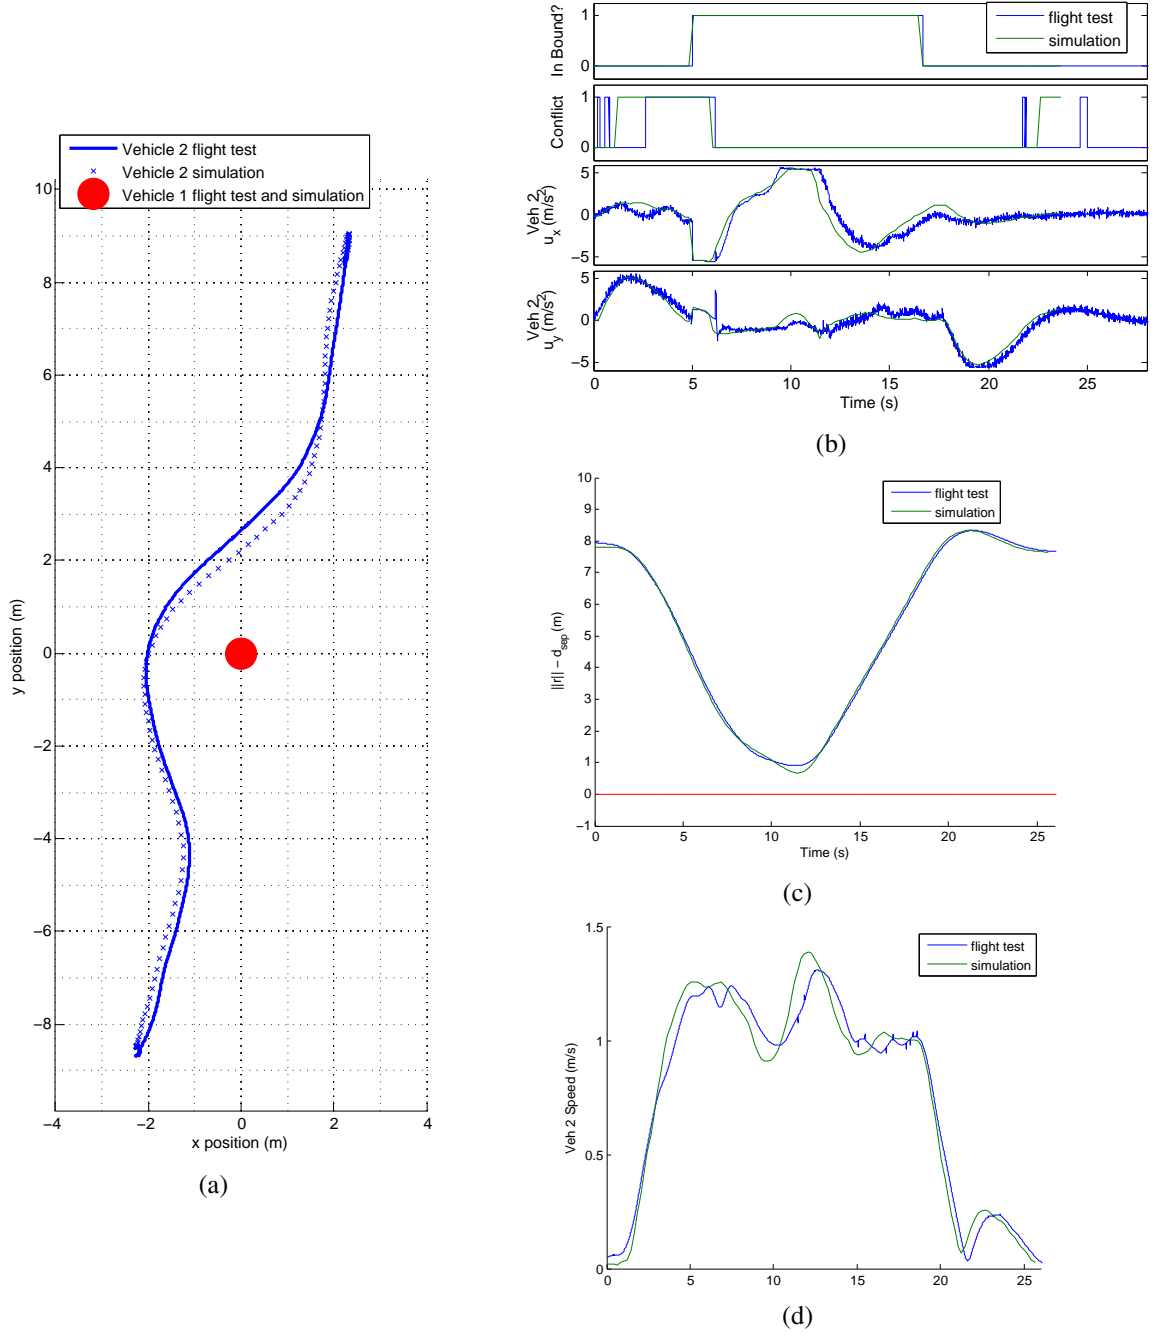 Vehicle 2 flight test
Vehicle 2 simulation
Vehicle 1 flight test and simulation
10
8
6
4
2
0
−2
−4
−6
−8
y position (m)
−4
−2
0
2
4
x position (m)
(a)
In Bound?
1
0
flight test
simulation
Conflict
1
0
Veh 2
u_x (m/s²)
5
0
−5
Veh 2
u_y (m/s²)
5
0
−5
0
5
10
15
20
25
Time (s)
(b)
flight test
simulation
10
9
8
7
6
5
4
3
2
1
0
−1
||r|| − d_sep (m)
0
5
10
15
20
25
Time (s)
(c)
flight test
simulation
1.5
1
0.5
0
Veh 2 Speed (m/s)
0
5
10
15
20
25
(d)